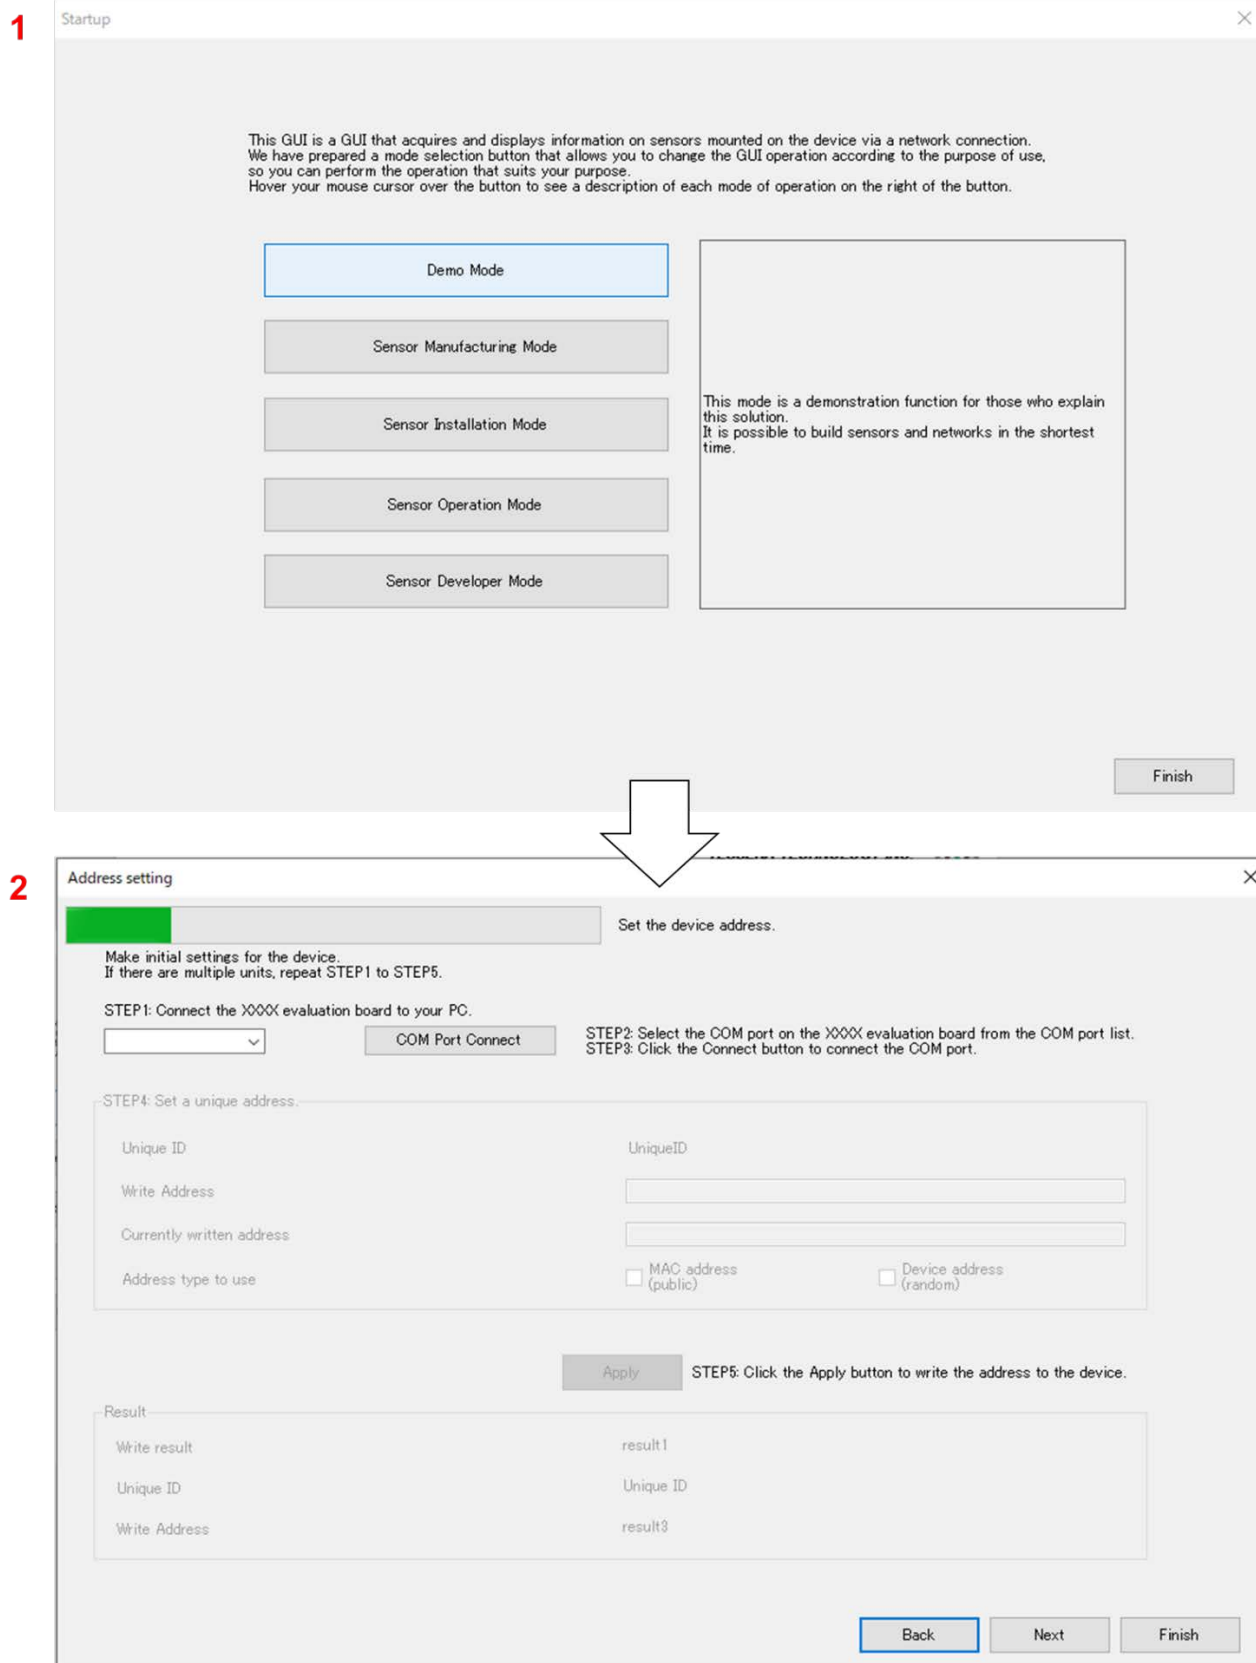 1
Startup
This GUI is a GUI that acquires and displays information on sensors mounted on the device via a network connection.
We have prepared a mode selection button that allows you to change the GUI operation according to the purpose of use,
so you can perform the operation that suits your purpose.
Hover your mouse cursor over the button to see a description of each mode of operation on the right of the button.
Demo Mode
Sensor Manufacturing Mode
Sensor Installation Mode
Sensor Operation Mode
Sensor Developer Mode
This mode is a demonstration function for those who explain
this solution.
It is possible to build sensors and networks in the shortest
time.
Finish
2
Address setting
Set the device address.
Make initial settings for the device.
If there are multiple units, repeat STEP1 to STEP5.
STEP1: Connect the XXXX evaluation board to your PC.
COM Port Connect
STEP2: Select the COM port on the XXXX evaluation board from the COM port list.
STEP3: Click the Connect button to connect the COM port.
STEP4: Set a unique address.
Unique ID
UniqueID
Write Address
Currently written address
Address type to use
MAC address
(public)
Device address
(random)
Apply
STEP5: Click the Apply button to write the address to the device.
Result
Write result
result1
Unique ID
Unique ID
Write Address
result3
Back
Next
Finish